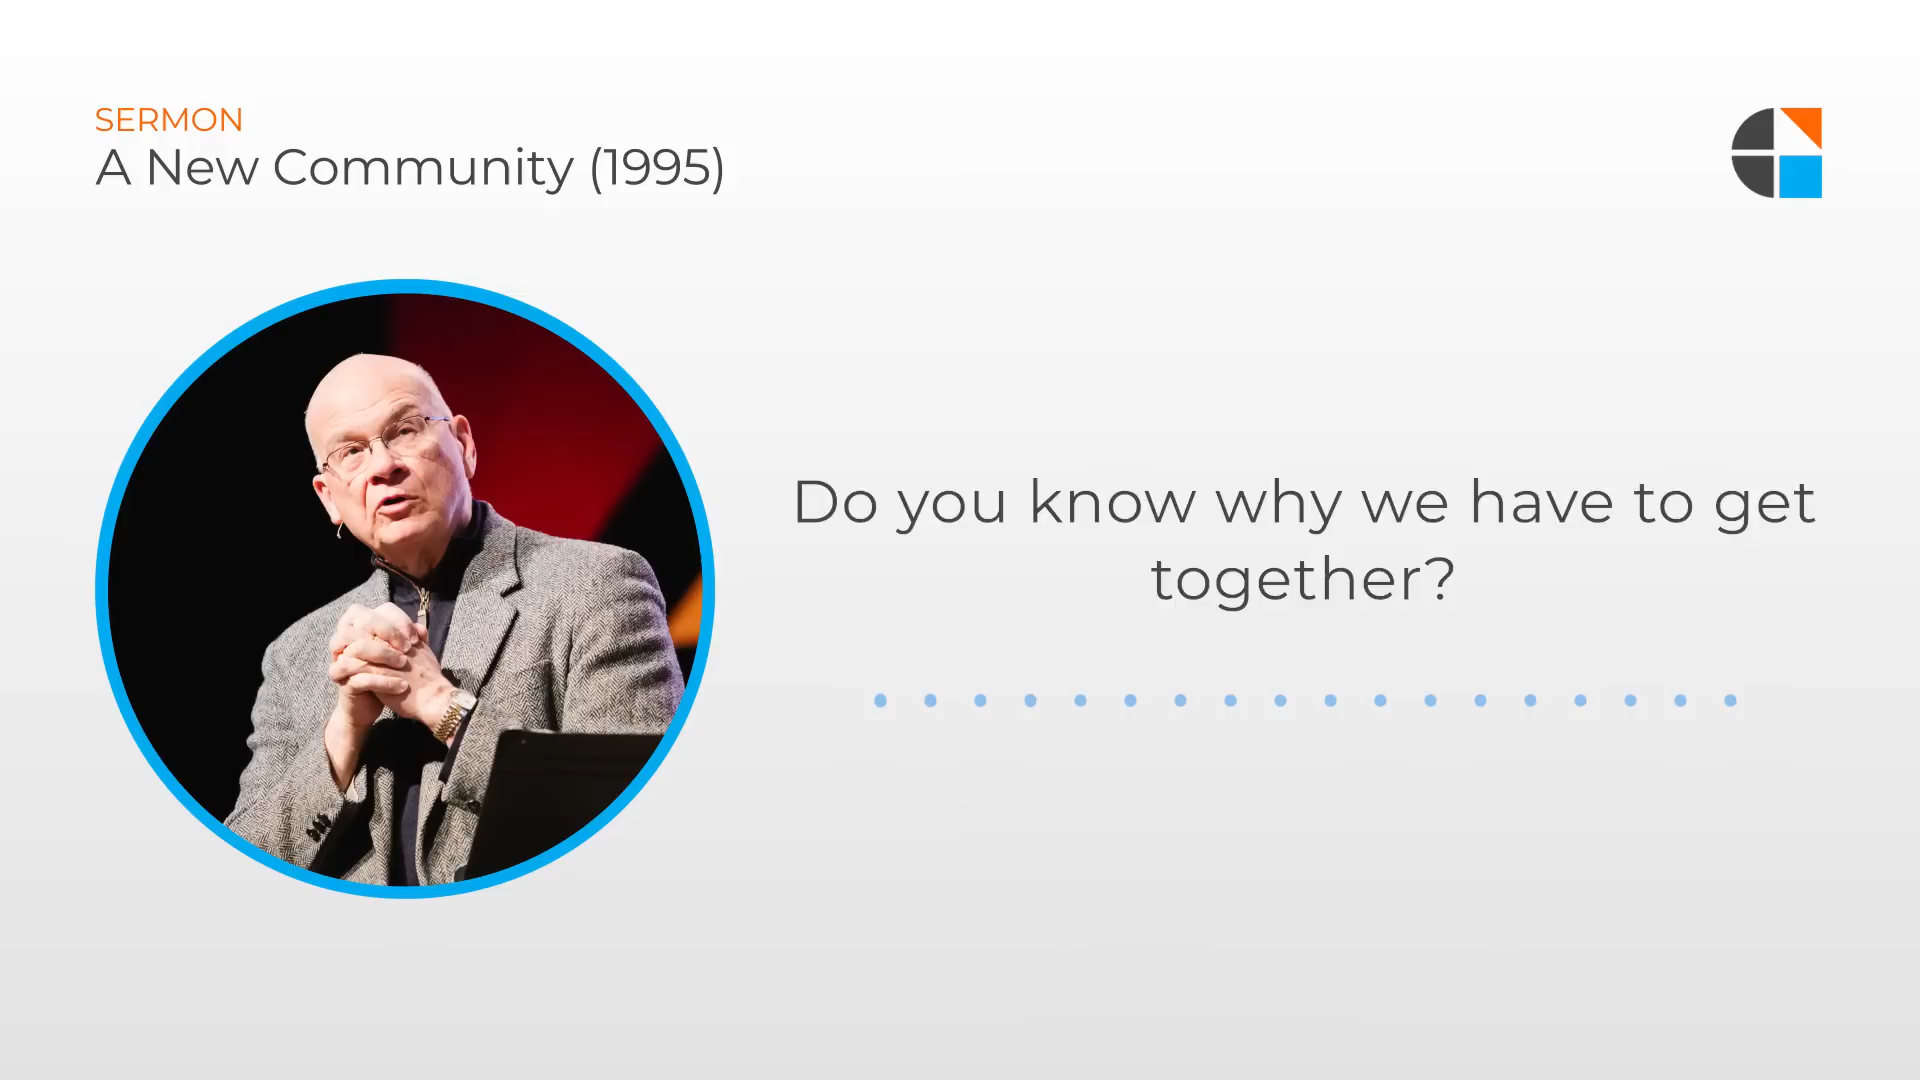 SERMON
A New Community (1995)
Do you know why we have to get
together?